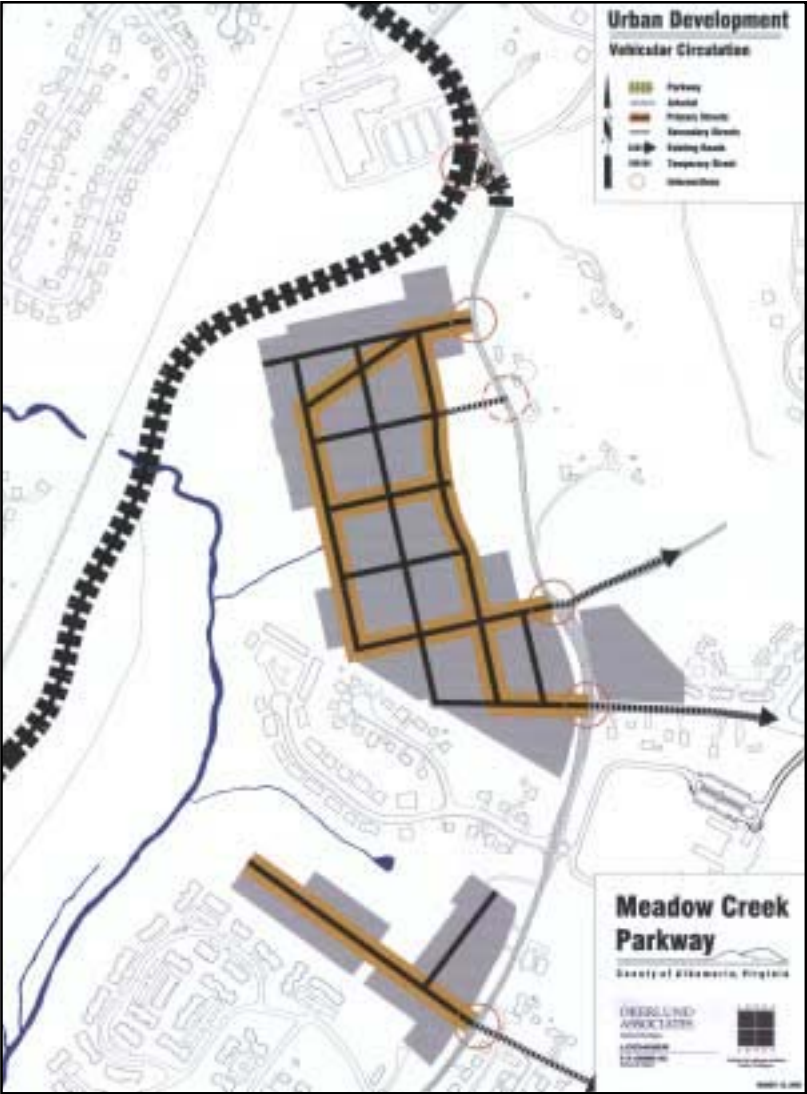 Urban Development
Vehicular Circulation
Parkway
Arterial
Primary Streets
Secondary Streets
Existing Roads
Temporary Street
Intersections
Meadow Creek
Parkway
County of Albemarle, Virginia
ASSOCIATES